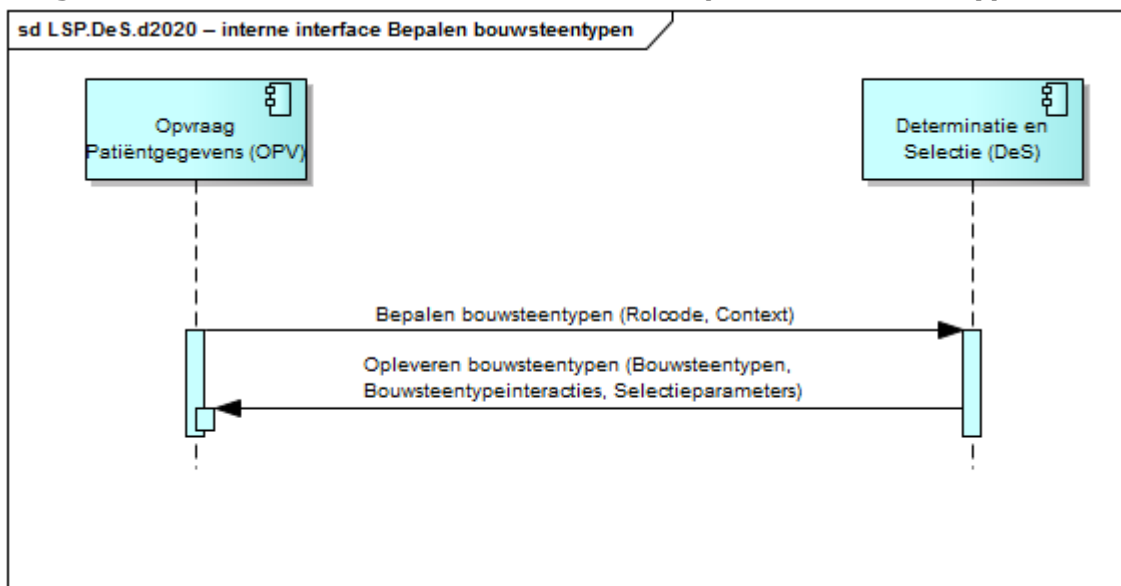 sd LSP.DeS.d2020 – interne interface Bepalen bouwsteentypen
Opvraag
Patiëntgegevens (OPV)
Determinatie en
Selectie (DeS)
Bepalen bouwsteentypen (Rolcode, Context)
Opleveren bouwsteentypen (Bouwsteentypen,
Bouwsteentypeinteracties, Selectieparameters)